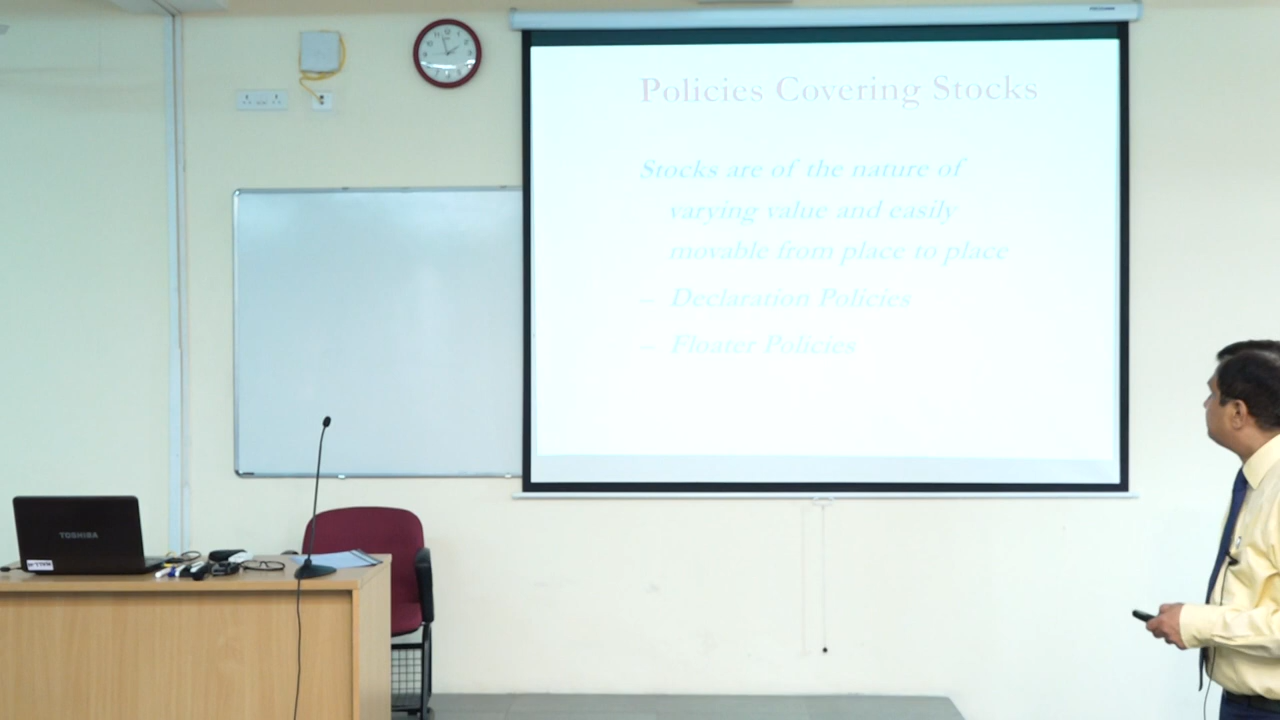 Policies Covering Stocks
Stocks are of the nature of
varying value and easily
movable from place to place
– Declaration Policies
– Floater Policies
TOSHIBA